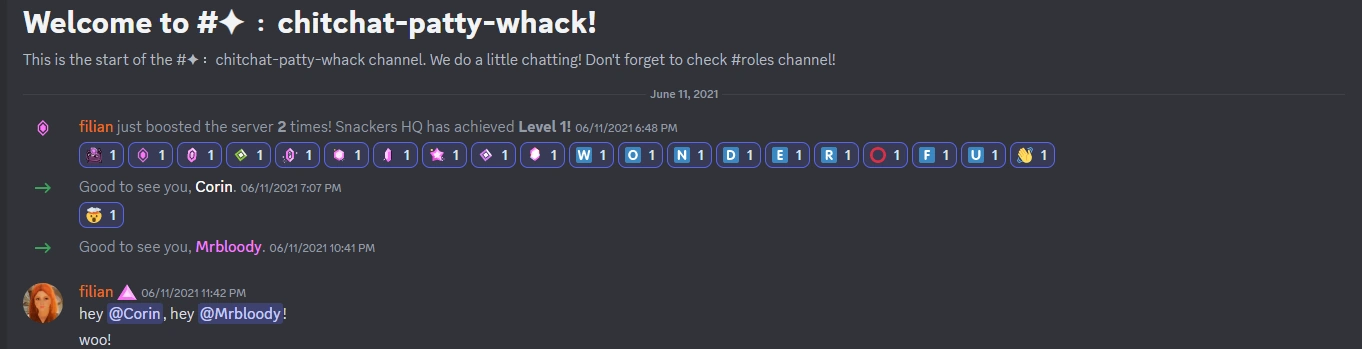 Welcome to #✦ : chitchat-patty-whack!
This is the start of the #✦ : chitchat-patty-whack channel. We do a little chatting! Don't forget to check #roles channel!
June 11, 2021
filian just boosted the server 2 times! Snackers HQ has achieved Level 1! 06/11/2021 6:48 PM
1 1 1 1 1 1 1 1 1 1 W 1 O 1 N 1 D 1 E 1 R 1 ⭕ 1 F 1 U 1 👋 1
Good to see you, Corin. 06/11/2021 7:07 PM
🤯 1
Good to see you, Mrbloody. 06/11/2021 10:41 PM
filian 06/11/2021 11:42 PM
hey @Corin, hey @Mrbloody!
woo!